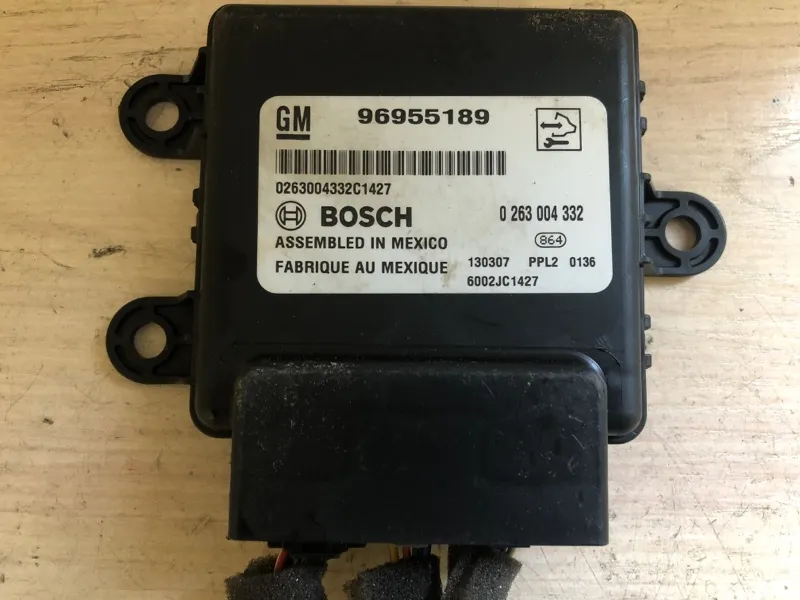 GM 96955189
0263004332C1427
BOSCH 0 263 004 332
ASSEMBLED IN MEXICO 864
FABRIQUE AU MEXIQUE 130307 PPL2 0136
6002JC1427